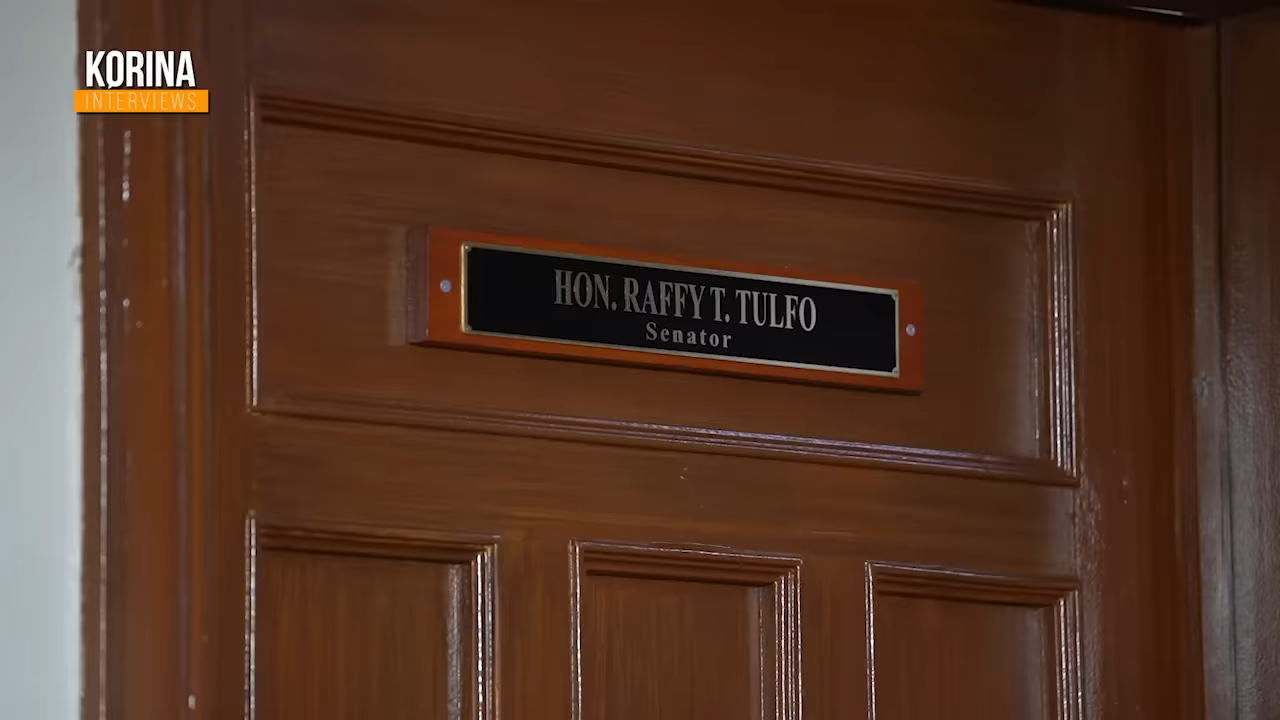 KORINA
INTERVIEWS
HON. RAFFY T. TULFO
Senator